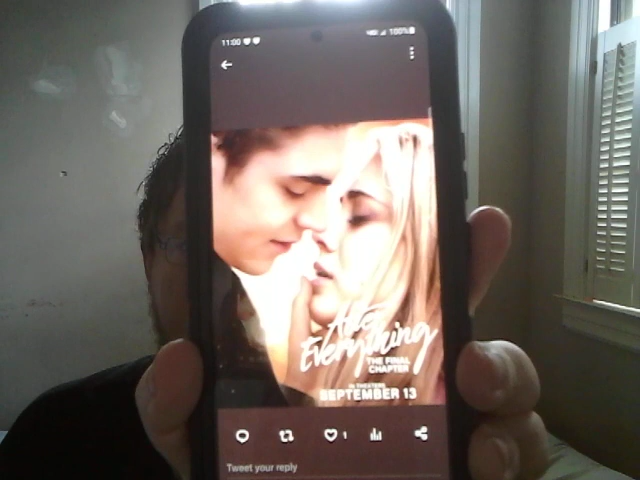 11:00
100%
After
Everything
THE FINAL
CHAPTER
IN THEATERS
SEPTEMBER 13
1
Tweet your reply